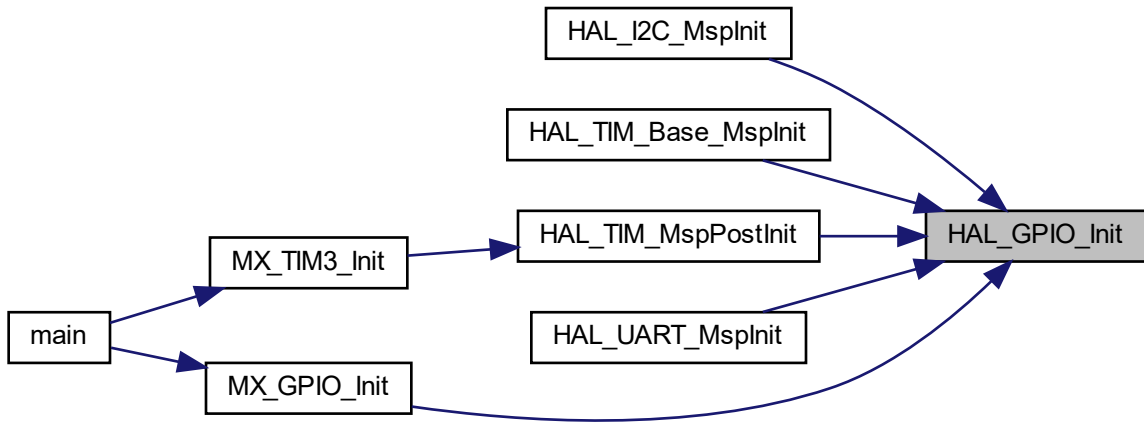 HAL_I2C_MspInit
HAL_TIM_Base_MspInit
HAL_TIM_MspPostInit
HAL_GPIO_Init
MX_TIM3_Init
main
HAL_UART_MspInit
MX_GPIO_Init